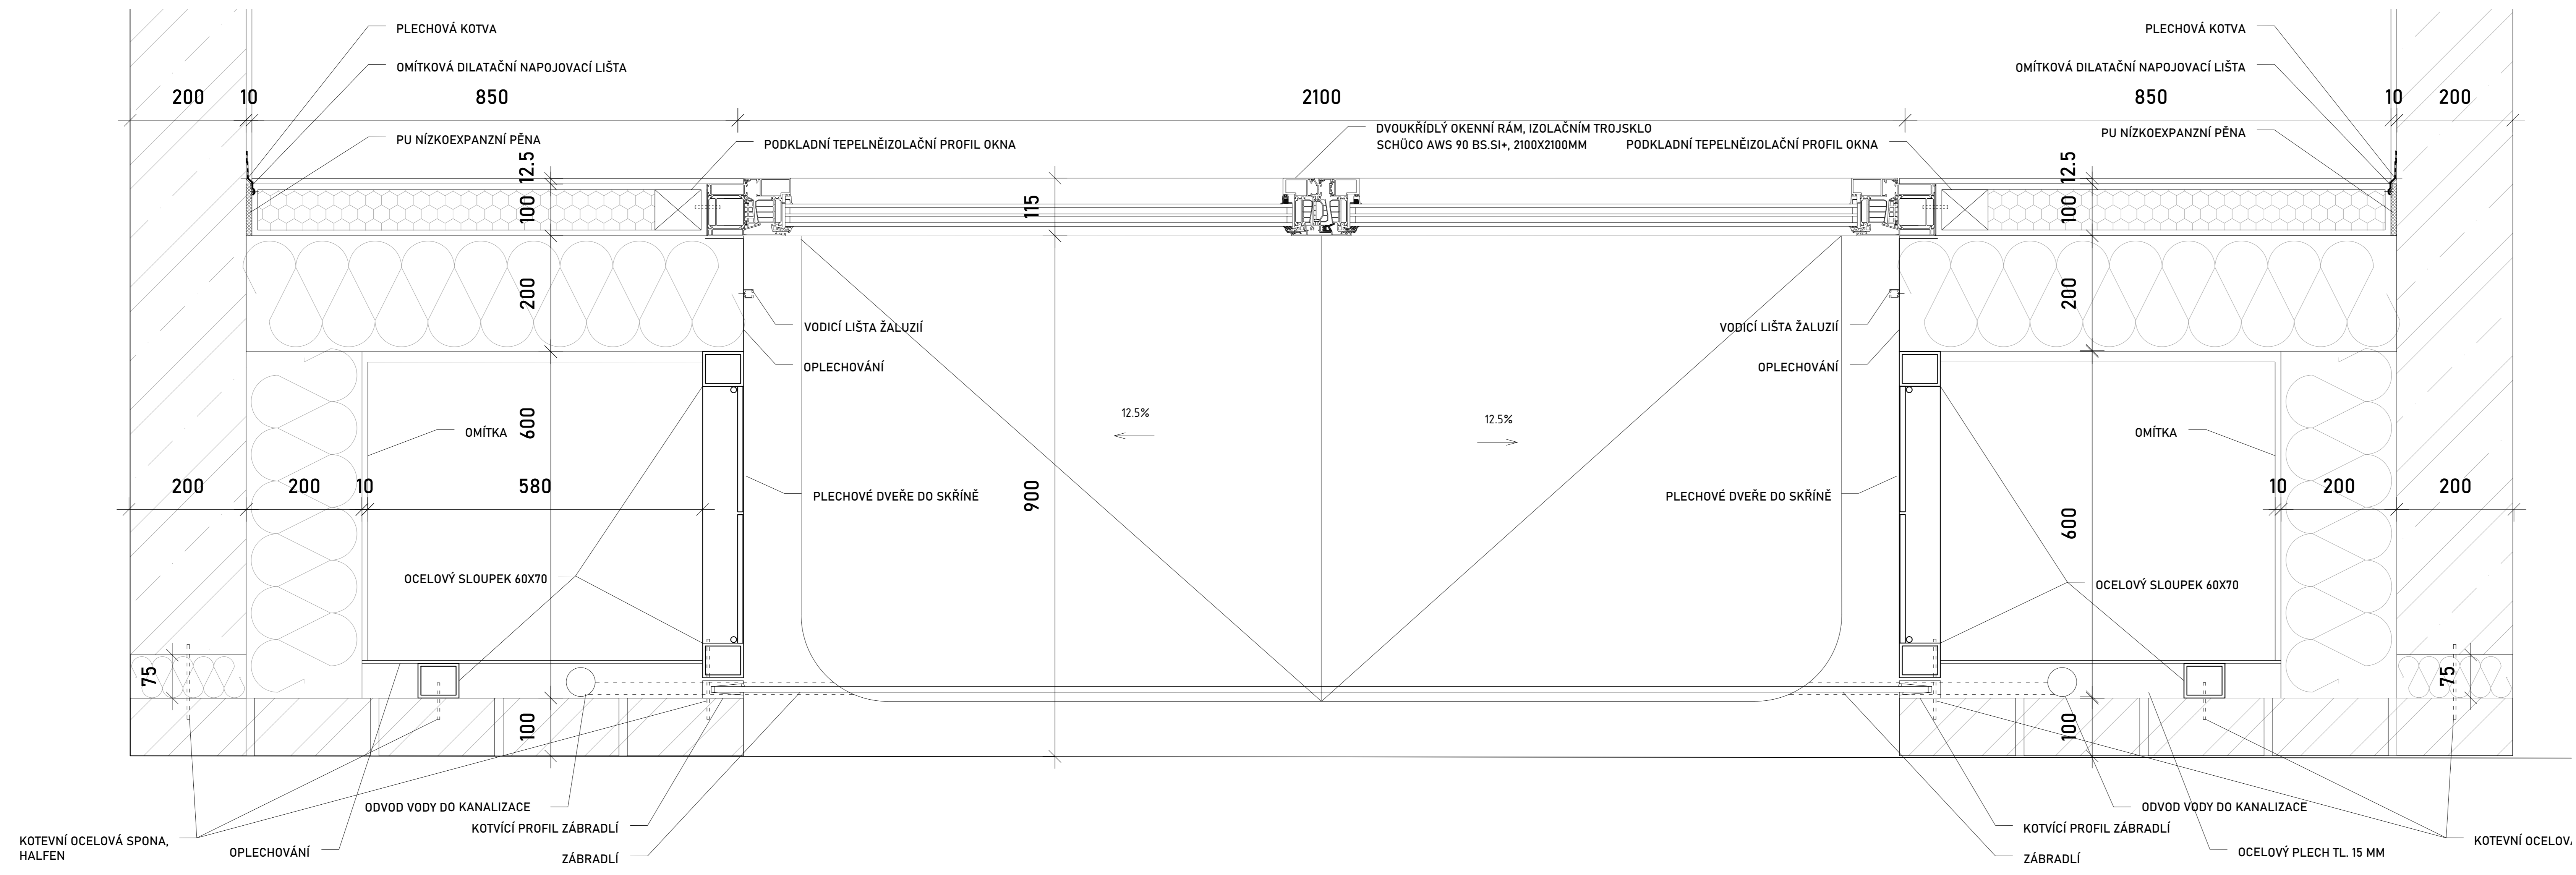 PLECHOVÁ KOTVA
PLECHOVÁ KOTVA
OMÍTKOVÁ DILATAČNÍ NAPOJOVACÍ LIŠTA
OMÍTKOVÁ DILATAČNÍ NAPOJOVACÍ LIŠTA
200
10
850
2100
850
10
200
PU NÍZKOEXPANZNÍ PĚNA
PODKLADNÍ TEPELNĚIZOLAČNÍ PROFIL OKNA
DVOUKŘÍDLÝ OKENNÍ RÁM, IZOLAČNÍM TROJSKLO
SCHÜCO AWS 90 BS.SI+, 2100X2100MM
PODKLADNÍ TEPELNĚIZOLAČNÍ PROFIL OKNA
PU NÍZKOEXPANZNÍ PĚNA
12.5
12.5
100
115
100
200
200
VODICÍ LIŠTA ŽALUZIÍ
VODICÍ LIŠTA ŽALUZIÍ
OPLECHOVÁNÍ
OPLECHOVÁNÍ
12.5%
12.5%
600
OMÍTKA
OMÍTKA
200
200
10
580
900
PLECHOVÉ DVEŘE DO SKŘÍNĚ
PLECHOVÉ DVEŘE DO SKŘÍNĚ
10
200
200
600
OCELOVÝ SLOUPEK 60X70
OCELOVÝ SLOUPEK 60X70
75
75
100
100
ODVOD VODY DO KANALIZACE
ODVOD VODY DO KANALIZACE
KOTVÍCÍ PROFIL ZÁBRADLÍ
KOTVÍCÍ PROFIL ZÁBRADLÍ
KOTEVNÍ OCELOVÁ SPONA,
HALFEN
OPLECHOVÁNÍ
ZÁBRADLÍ
ZÁBRADLÍ
OCELOVÝ PLECH TL. 15 MM
KOTEVNÍ OCELOV